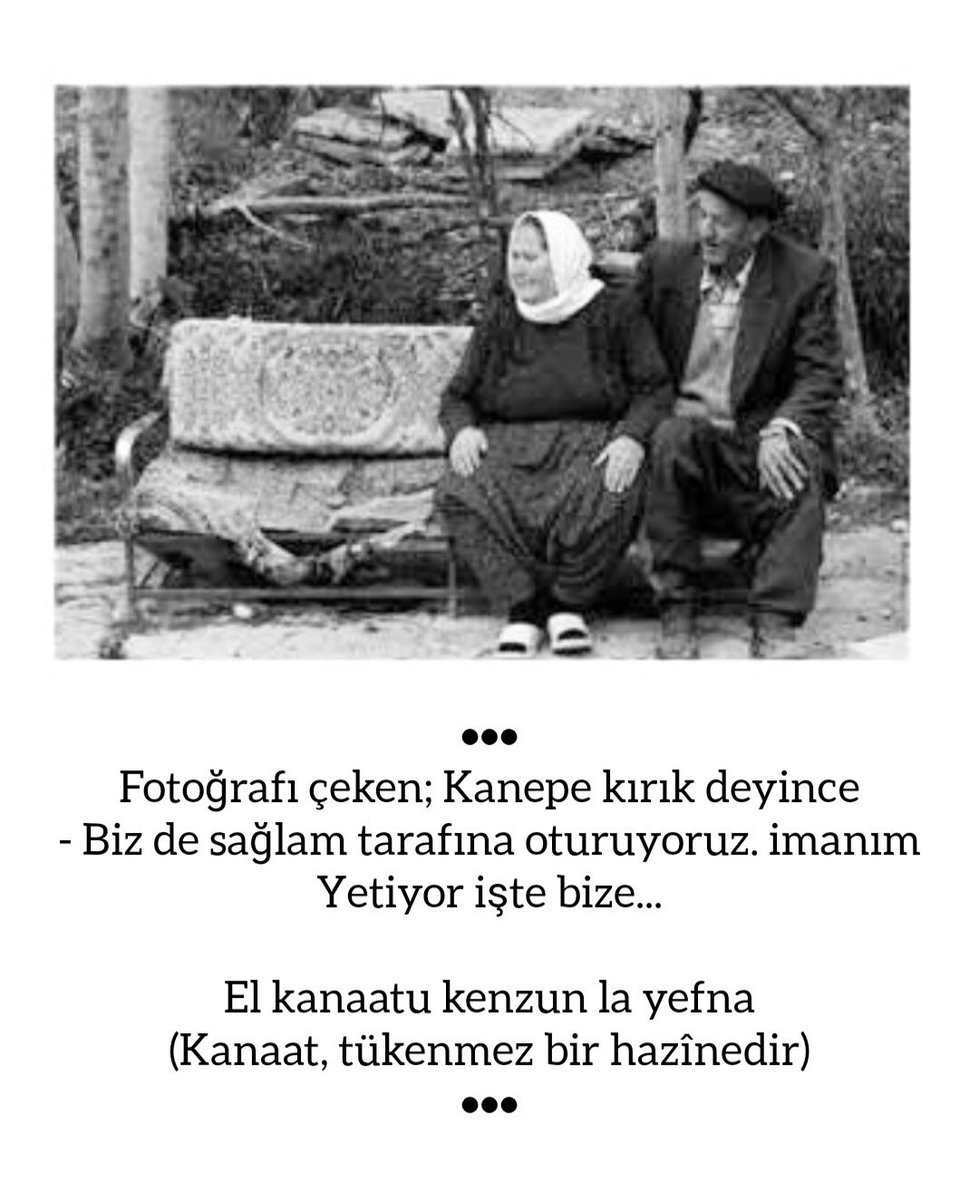 •••
Fotoğrafı çeken; Kanepe kırık deyince
- Biz de sağlam tarafına oturuyoruz. imanım
Yetiyor işte bize...
El kanaatu kenzun la yefna
(Kanaat, tükenmez bir hazînedir)
•••